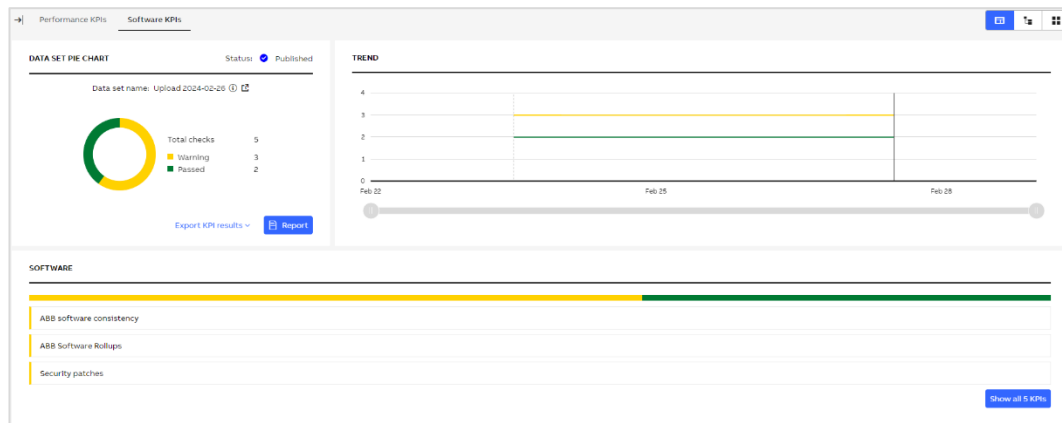 Performance KPIs Software KPIs
DATA SET PIE CHART Status: Published
Data set name: Upload 2024-02-26
Total checks 5
Warning 3
Passed 2
Export KPI results Report
TREND
4
3
2
1
0
Feb 22 Feb 25 Feb 28
SOFTWARE
ABB software consistency
ABB Software Rollups
Security patches
Show all 5 KPIs